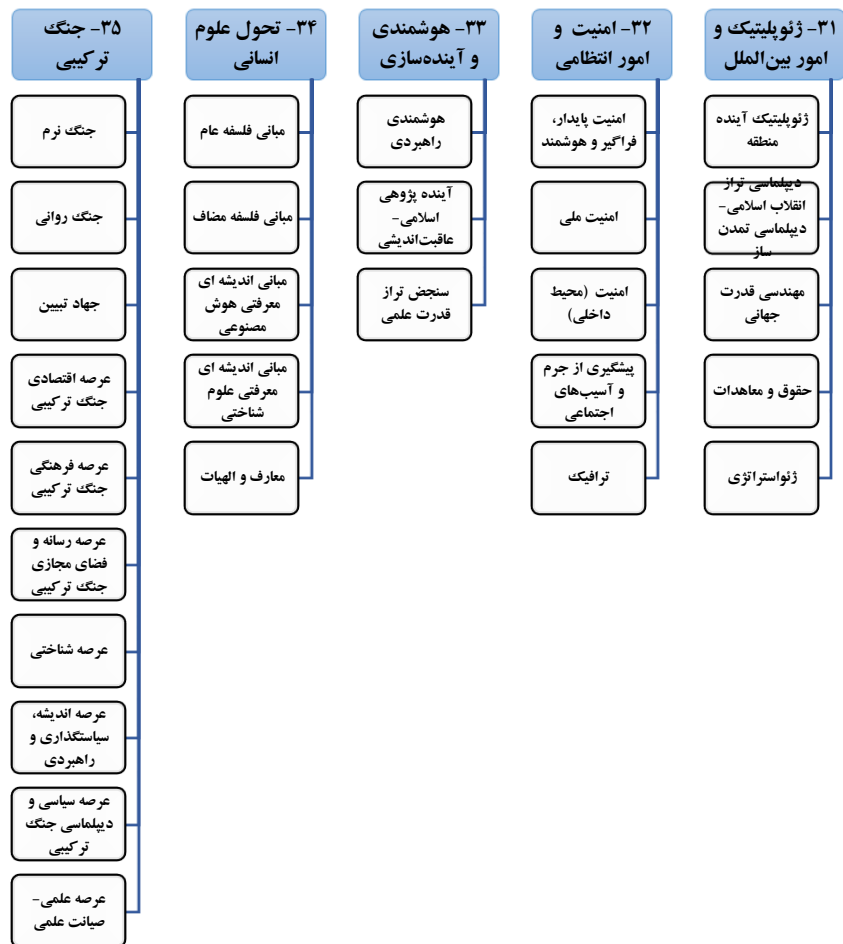 ۳۱- ژئوپلیتیک و
امور بین‌الملل
ژئوپلیتیک آینده
منطقه
دیپلماسی تراز
انقلاب اسلامی-
دیپلماسی تمدن
ساز
مهندسی قدرت
جهانی
حقوق و معاهدات
ژئواستراتژی
۳۲- امنیت و
امور انتظامی
امنیت پایدار،
فراگیر و هوشمند
امنیت ملی
امنیت (محیط
داخلی)
پیشگیری از جرم
و آسیب‌های
اجتماعی
ترافیک
۳۳- هوشمندی
و آینده‌سازی
هوشمندی
راهبردی
آینده پژوهی
اسلامی-
عاقبت‌اندیشی
سنجض تراز
قدرت علمی
۳۴- تحول علوم
انسانی
مبانی فلسفه عام
مبانی فلسفه مضاف
مبانی اندیشه ای
معرفتی هوش
مصنوعی
مبانی اندیشه ای
معرفتی علوم
شناختی
معارف و الهیات
۳۵- جنگ
ترکیبی
جنگ نرم
جنگ روانی
جهاد تبیین
عرصه اقتصادی
جنگ ترکیبی
عرصه فرهنگی
جنگ ترکیبی
عرصه رسانه و
فضای مجازی
جنگ ترکیبی
عرصه شناختی
عرصه اندیشه،
سیاستگذاری و
راهبردی
عرصه سیاسی و
دیپلماسی جنگ
ترکیبی
عرصه علمی-
صیانت علمی